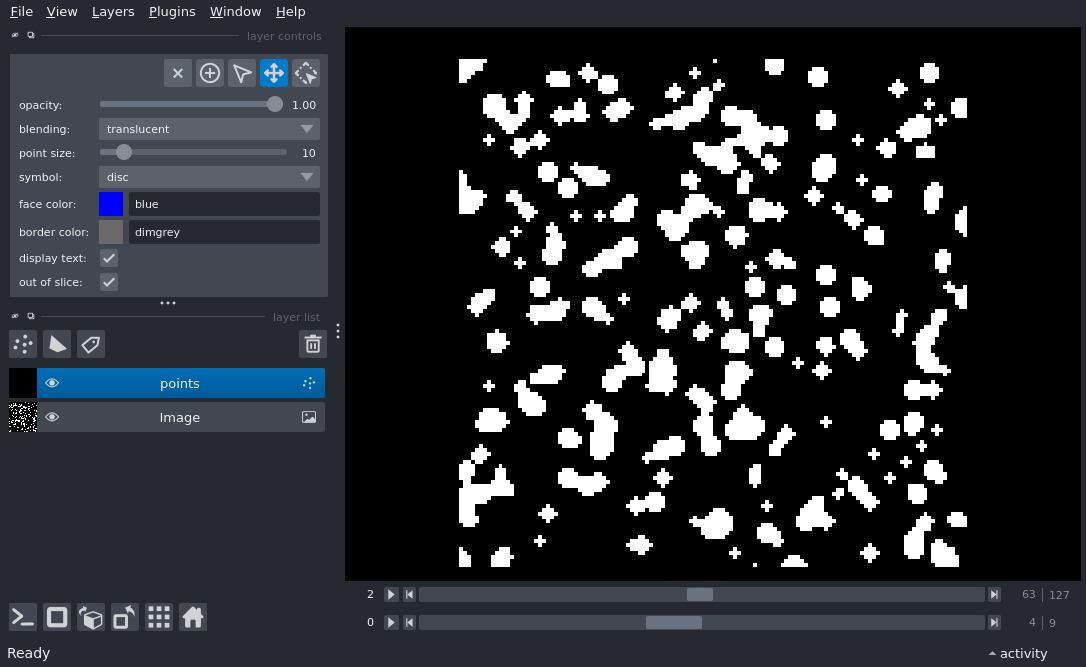 File View Layers Plugins Window Help
layer controls
opacity: 1.00
blending: translucent
point size: 10
symbol: disc
face color: blue
border color: dimgrey
display text:
out of slice:
layer list
points
Image
2 63 127
0 4 9
Ready activity